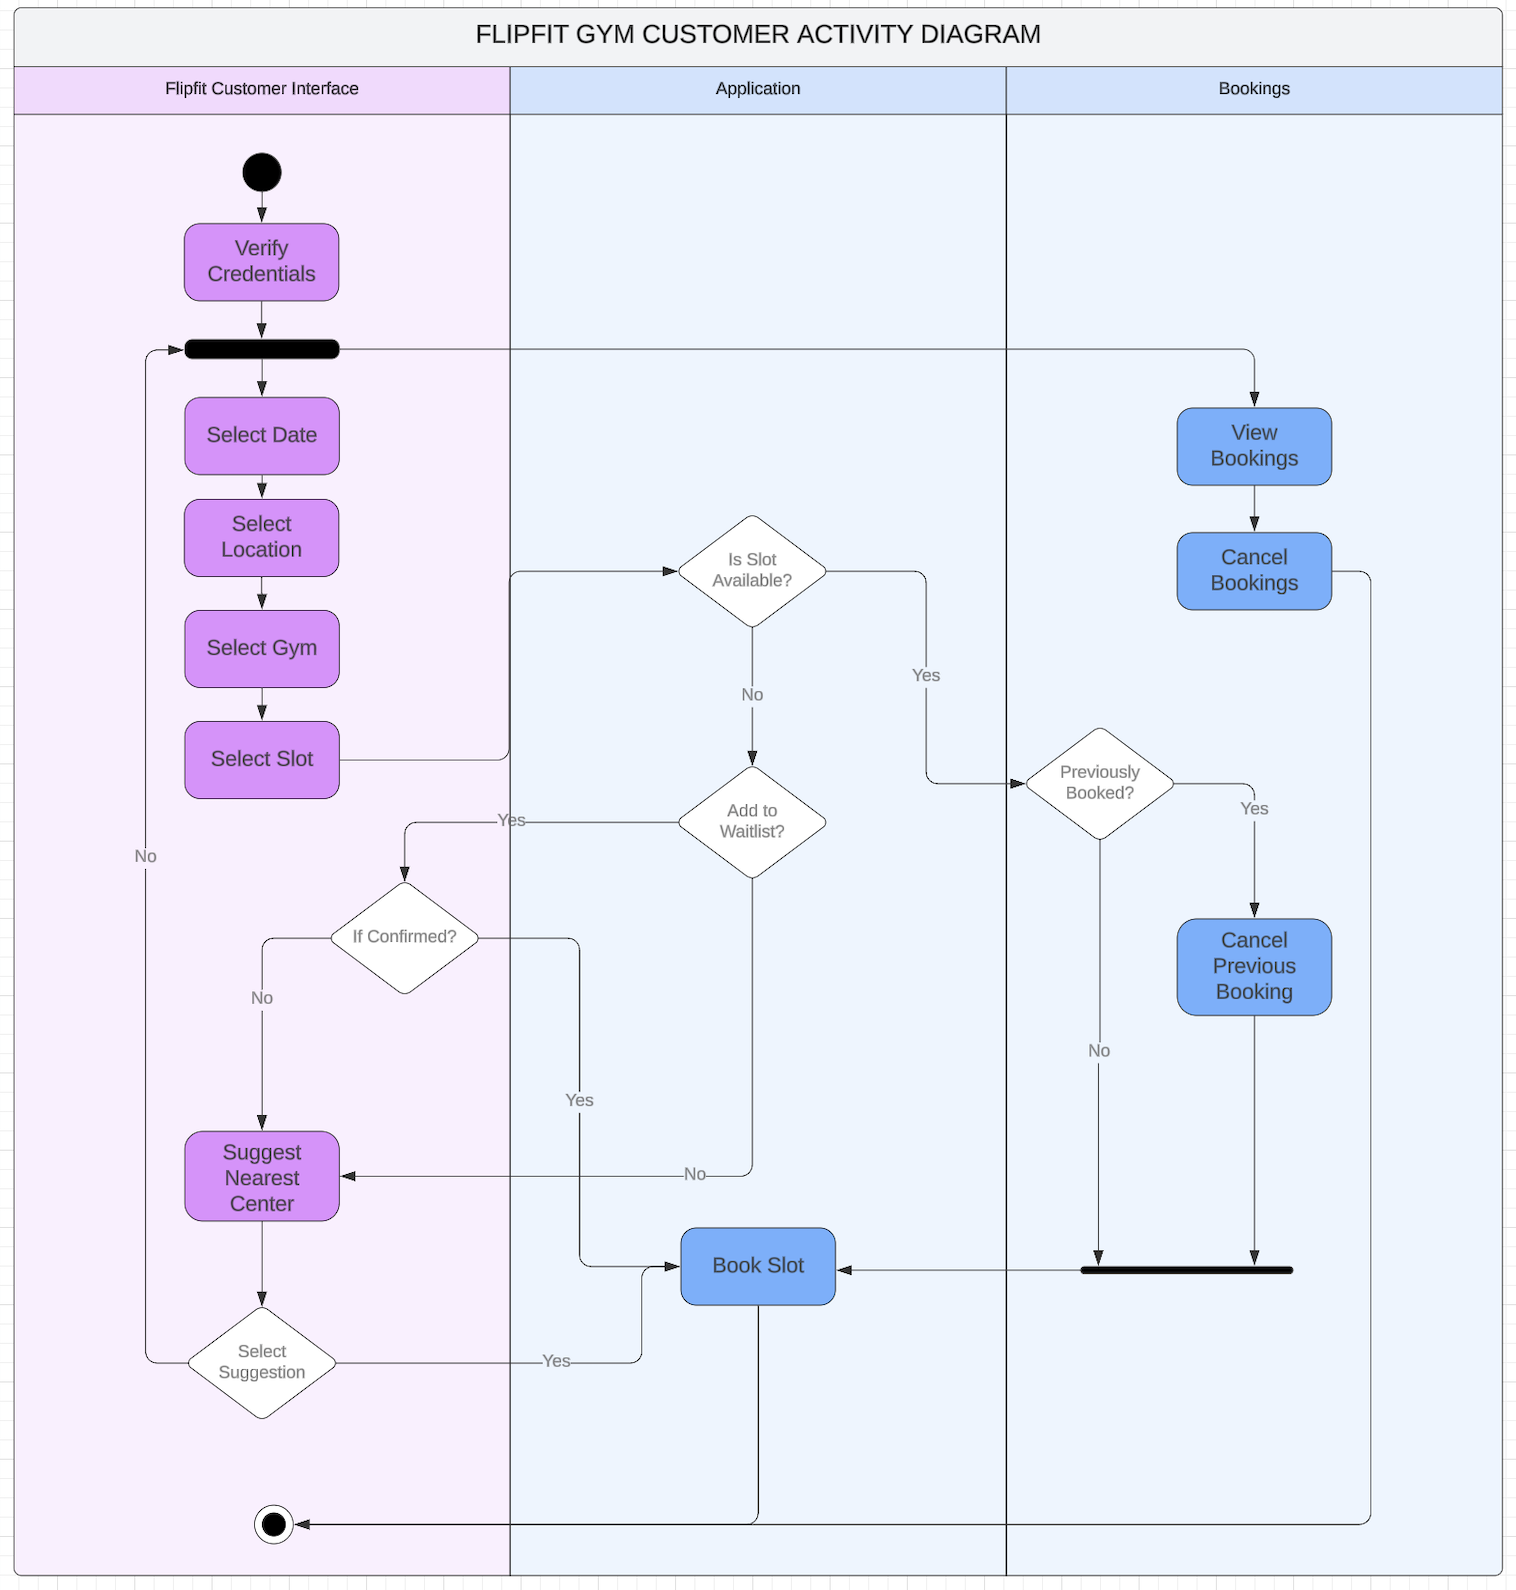 FLIPFIT GYM CUSTOMER ACTIVITY DIAGRAM
Flipfit Customer Interface
Application
Bookings
Verify
Credentials
Select Date
View
Bookings
Select
Location
Is Slot
Available?
Cancel
Bookings
Select Gym
Yes
No
Select Slot
Previously
Booked?
Yes
Add to
Waitlist?
Yes
No
If Confirmed?
Cancel
Previous
Booking
No
No
Yes
Suggest
Nearest
Center
No
Book Slot
Select
Suggestion
Yes